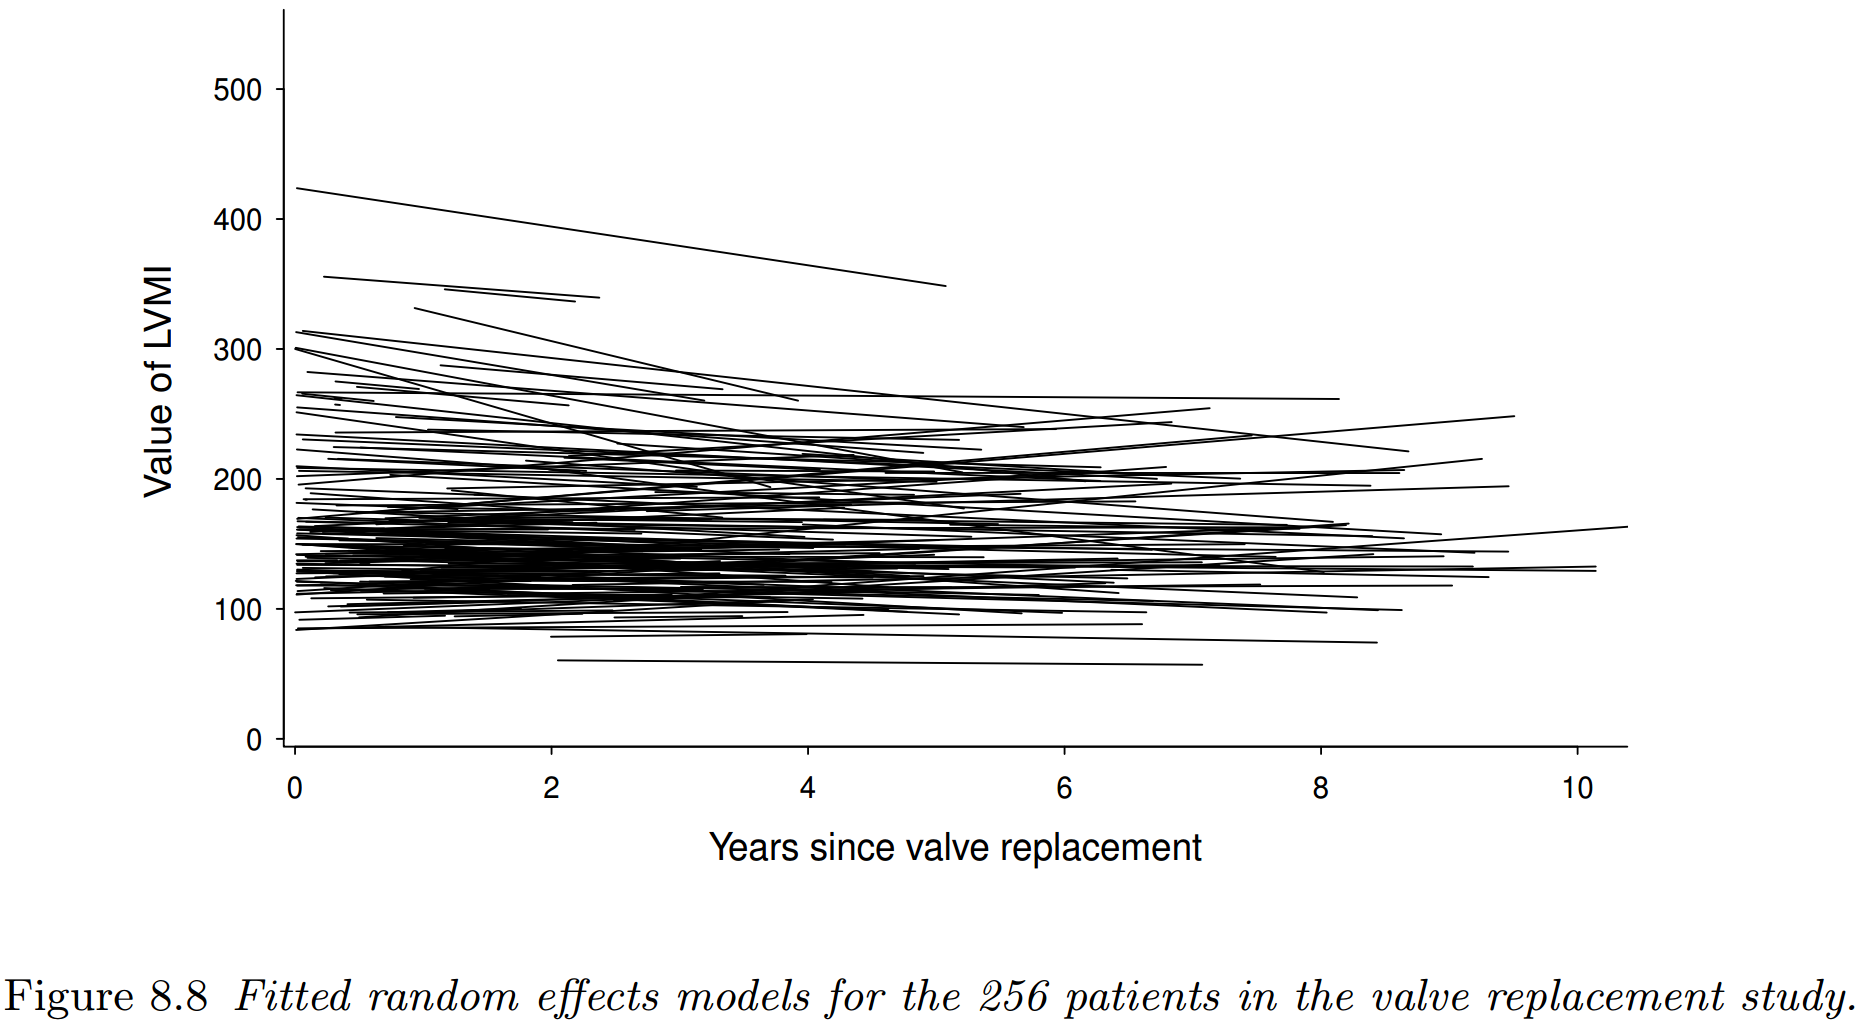 500
400
300
200
100
0
Value of LVMI
0 2 4 6 8 10
Years since valve replacement
Figure 8.8 Fitted random effects models for the 256 patients in the valve replacement study.